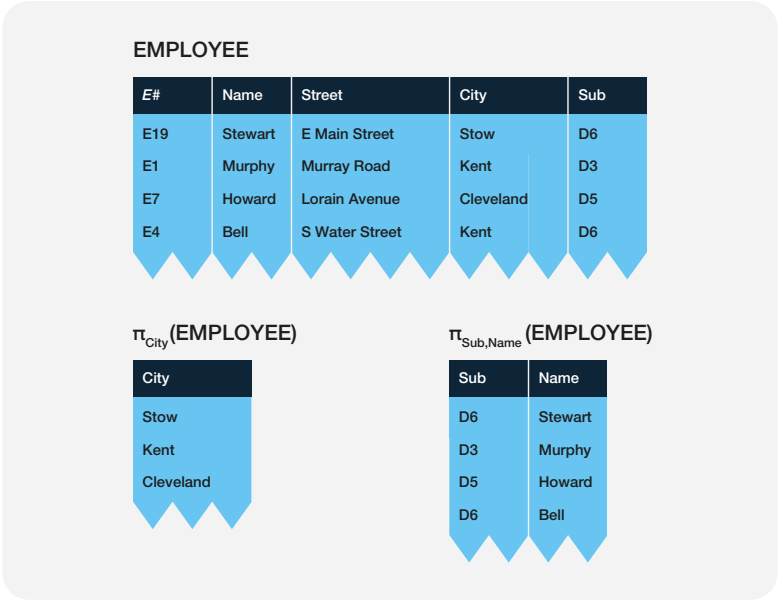 EMPLOYEE
E# Name Street City Sub
E19 Stewart E Main Street Stow D6
E1 Murphy Murray Road Kent D3
E7 Howard Lorain Avenue Cleveland D5
E4 Bell S Water Street Kent D6
πCity(EMPLOYEE)
City
Stow
Kent
Cleveland
πSub,Name (EMPLOYEE)
Sub Name
D6 Stewart
D3 Murphy
D5 Howard
D6 Bell